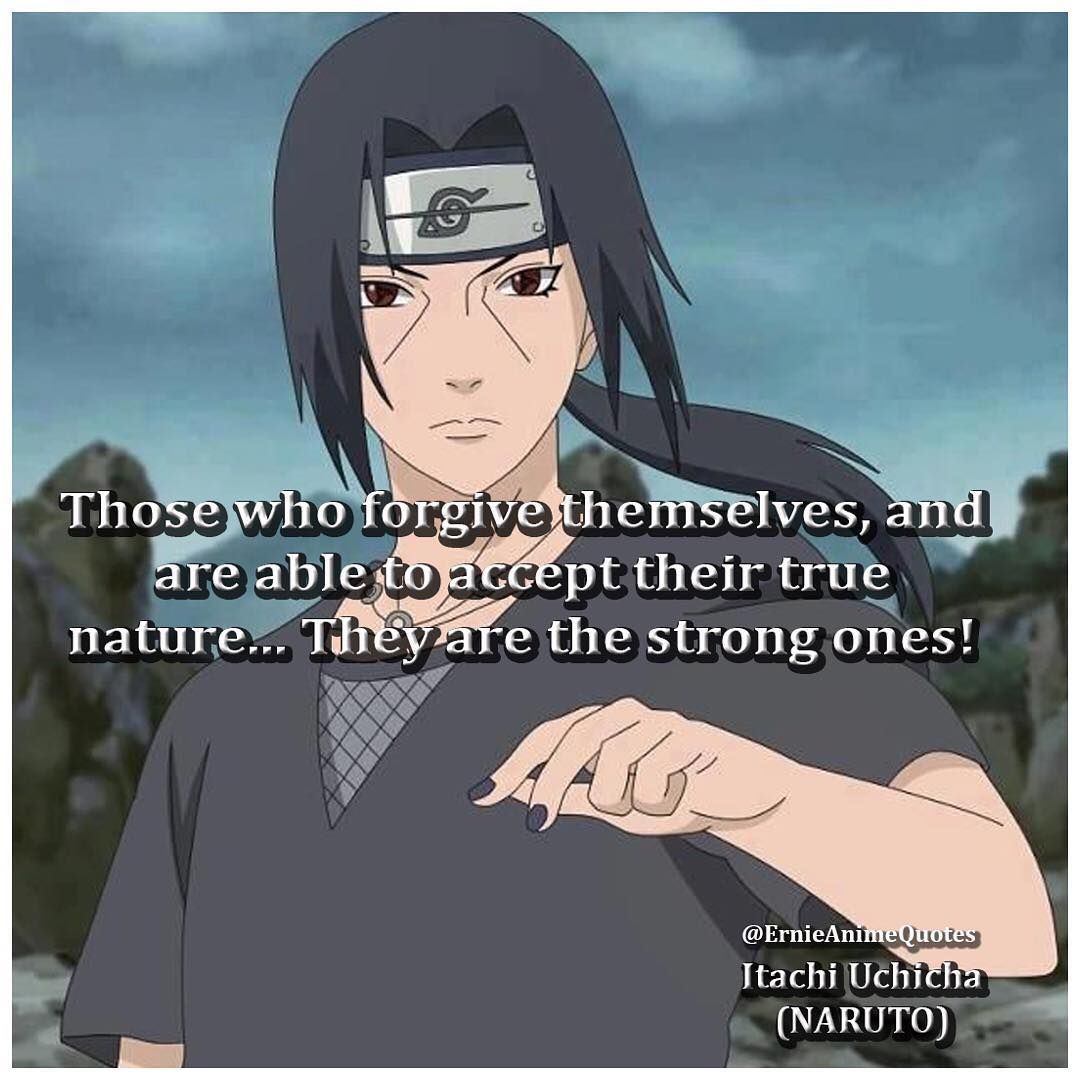 Those who forgive themselves, and
are able to accept their true
nature... They are the strong ones!
@ErnieAnimeQuotes
Itachi Uchicha
(NARUTO)